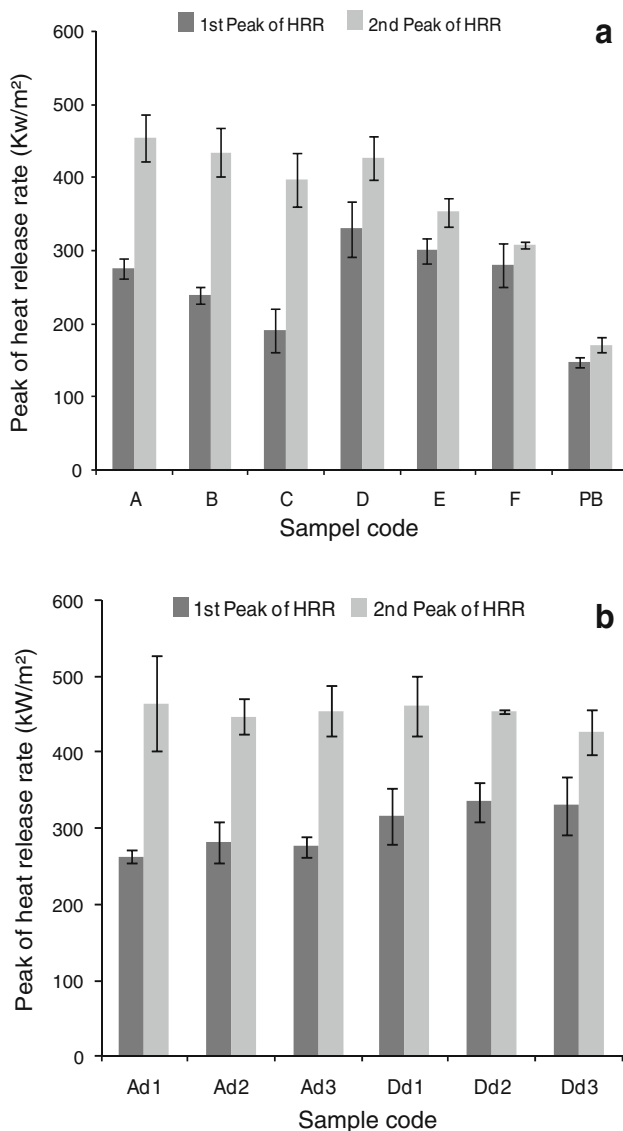 1st Peak of HRR 2nd Peak of HRR
a
Peak of heat release rate (Kw/m²)
600
500
400
300
200
100
0
A B C D E F PB
Sampel code
1st Peak of HRR 2nd Peak of HRR
b
Peak of heat release rate (kW/m²)
600
500
400
300
200
100
0
Ad1 Ad2 Ad3 Dd1 Dd2 Dd3
Sample code